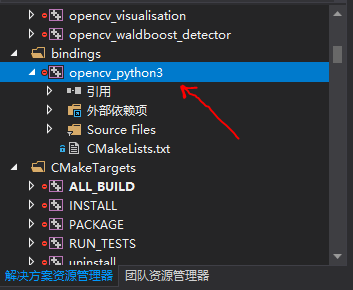 opencv_visualisation
opencv_waldboost_detector
bindings
opencv_python3
引用
外部依赖项
Source Files
CMakeLists.txt
CMakeTargets
ALL_BUILD
INSTALL
PACKAGE
RUN_TESTS
uninstall
解决方案资源管理器 团队资源管理器